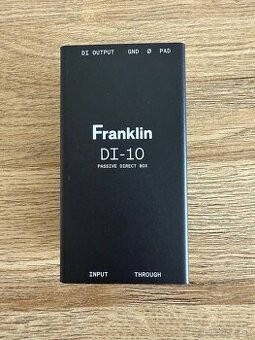 DI OUTPUT GND Ø PAD
Franklin
DI-10
PASSIVE DIRECT BOX
INPUT THROUGH